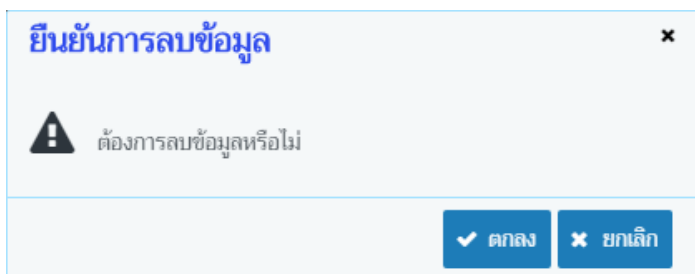 ยืนยันการลบข้อมูล
ต้องการลบข้อมูลหรือไม่
ตกลง ยกเลิก